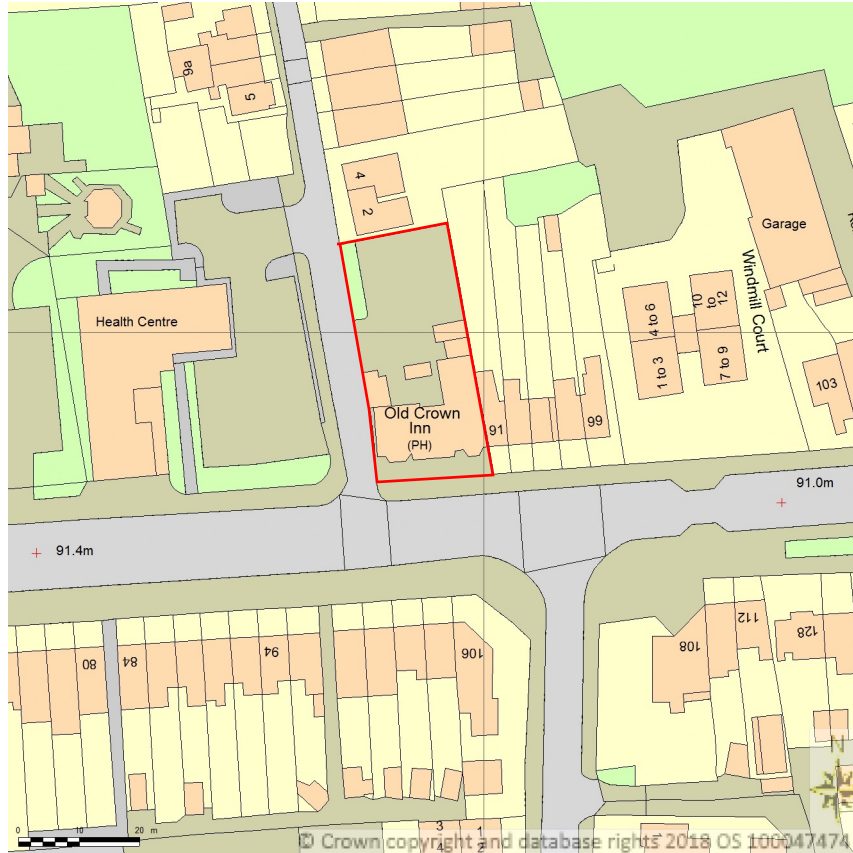 9a
5
4
2
Garage
Windmill Court
Health Centre
4 to 6
10
to
12
1 to 3
7 to 9
103
Old Crown
Inn
(PH)
91
99
91.0m
91.4m
80
84
94
106
108
112
128
N
3
1
2
0 10 20 m
© Crown copyright and database rights 2018 OS 100047474